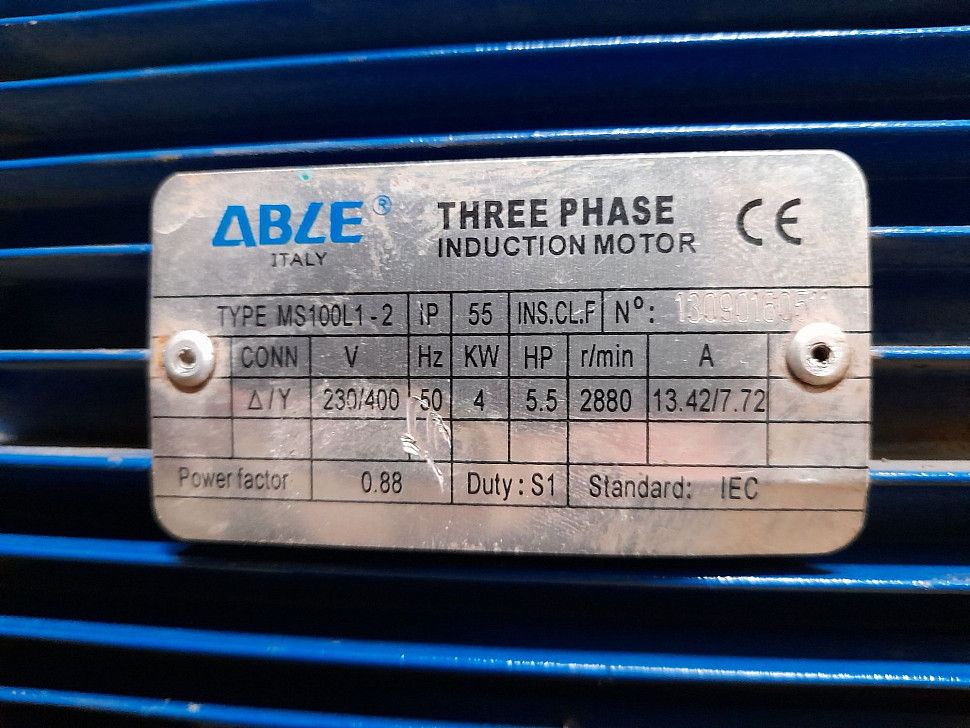 ABLE ®
ITALY
THREE PHASE
INDUCTION MOTOR
CE
TYPE MS100L1-2 IP 55 INS.CL.F Nº:
CONN V Hz KW HP r/min A
Δ/Y 230/400 50 4 5.5 2880 13.42/7.72
Power factor 0.88 Duty: S1 Standard: IEC